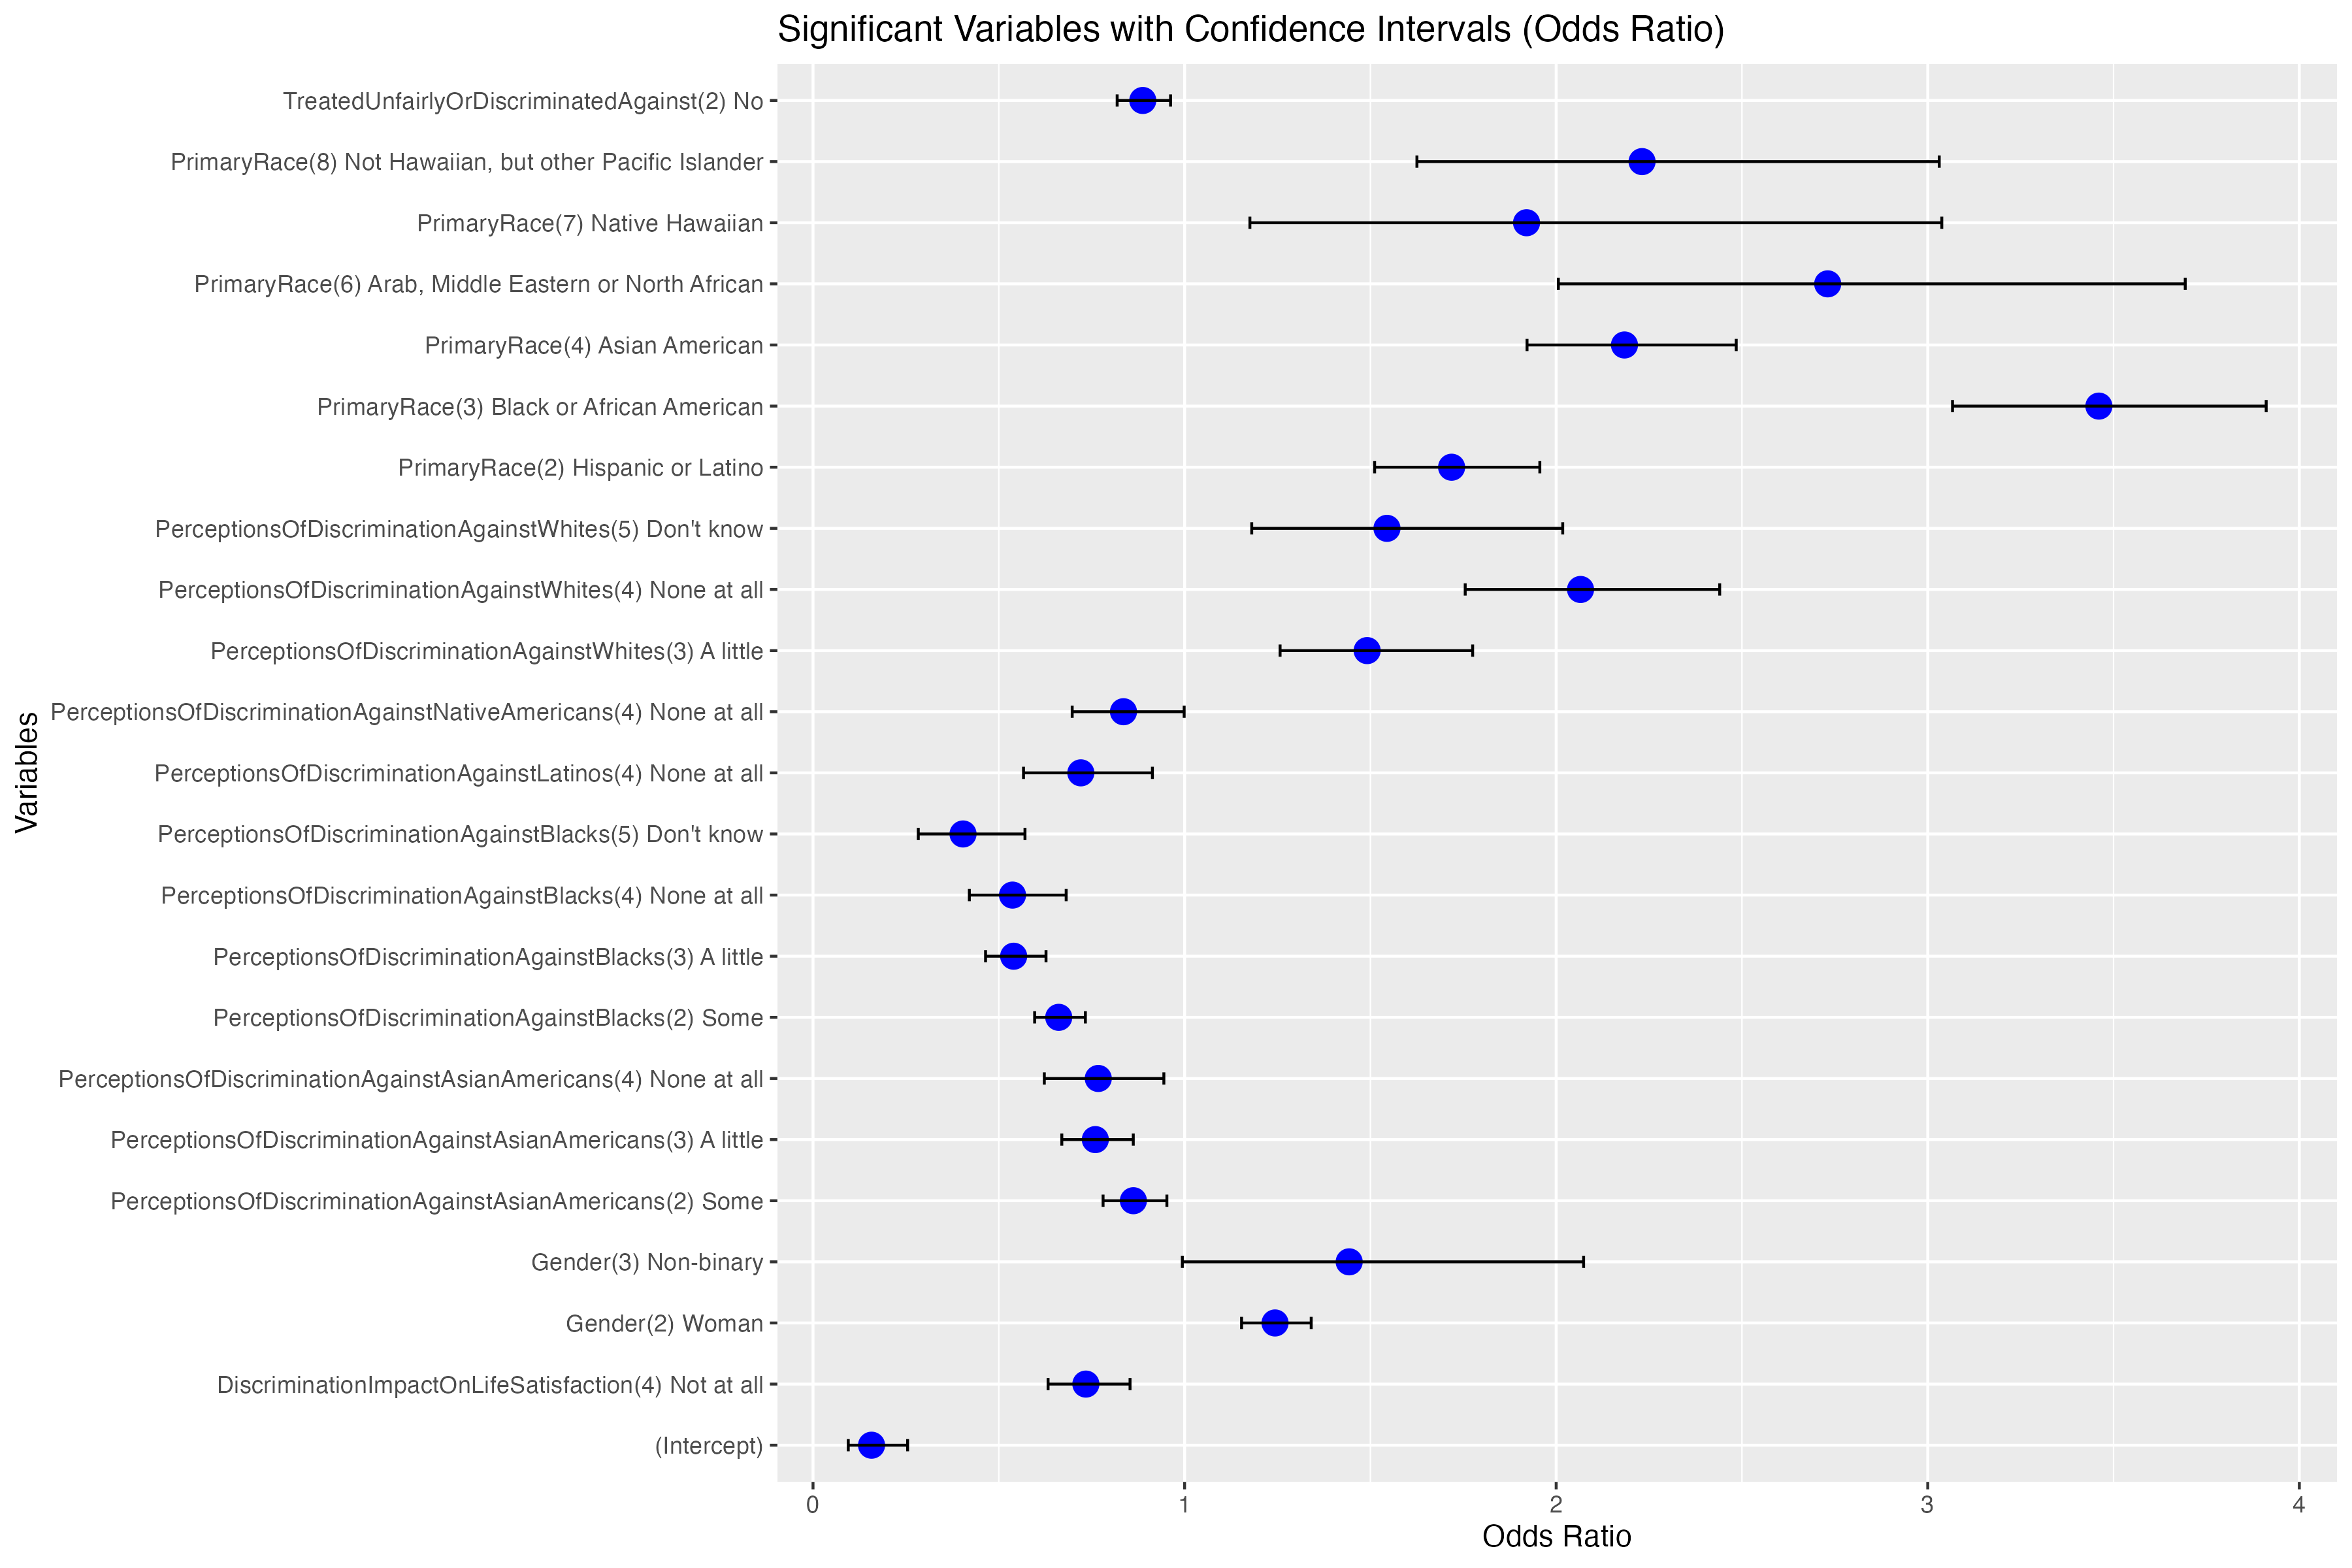 Significant Variables with Confidence Intervals (Odds Ratio)
TreatedUnfairlyOrDiscriminatedAgainst(2) No
PrimaryRace(8) Not Hawaiian, but other Pacific Islander
PrimaryRace(7) Native Hawaiian
PrimaryRace(6) Arab, Middle Eastern or North African
PrimaryRace(4) Asian American
PrimaryRace(3) Black or African American
PrimaryRace(2) Hispanic or Latino
PerceptionsOfDiscriminationAgainstWhites(5) Don't know
PerceptionsOfDiscriminationAgainstWhites(4) None at all
PerceptionsOfDiscriminationAgainstWhites(3) A little
PerceptionsOfDiscriminationAgainstNativeAmericans(4) None at all
PerceptionsOfDiscriminationAgainstLatinos(4) None at all
PerceptionsOfDiscriminationAgainstBlacks(5) Don't know
PerceptionsOfDiscriminationAgainstBlacks(4) None at all
PerceptionsOfDiscriminationAgainstBlacks(3) A little
PerceptionsOfDiscriminationAgainstBlacks(2) Some
PerceptionsOfDiscriminationAgainstAsianAmericans(4) None at all
PerceptionsOfDiscriminationAgainstAsianAmericans(3) A little
PerceptionsOfDiscriminationAgainstAsianAmericans(2) Some
Gender(3) Non-binary
Gender(2) Woman
DiscriminationImpactOnLifeSatisfaction(4) Not at all
(Intercept)
Variables
0 1 2 3 4
Odds Ratio